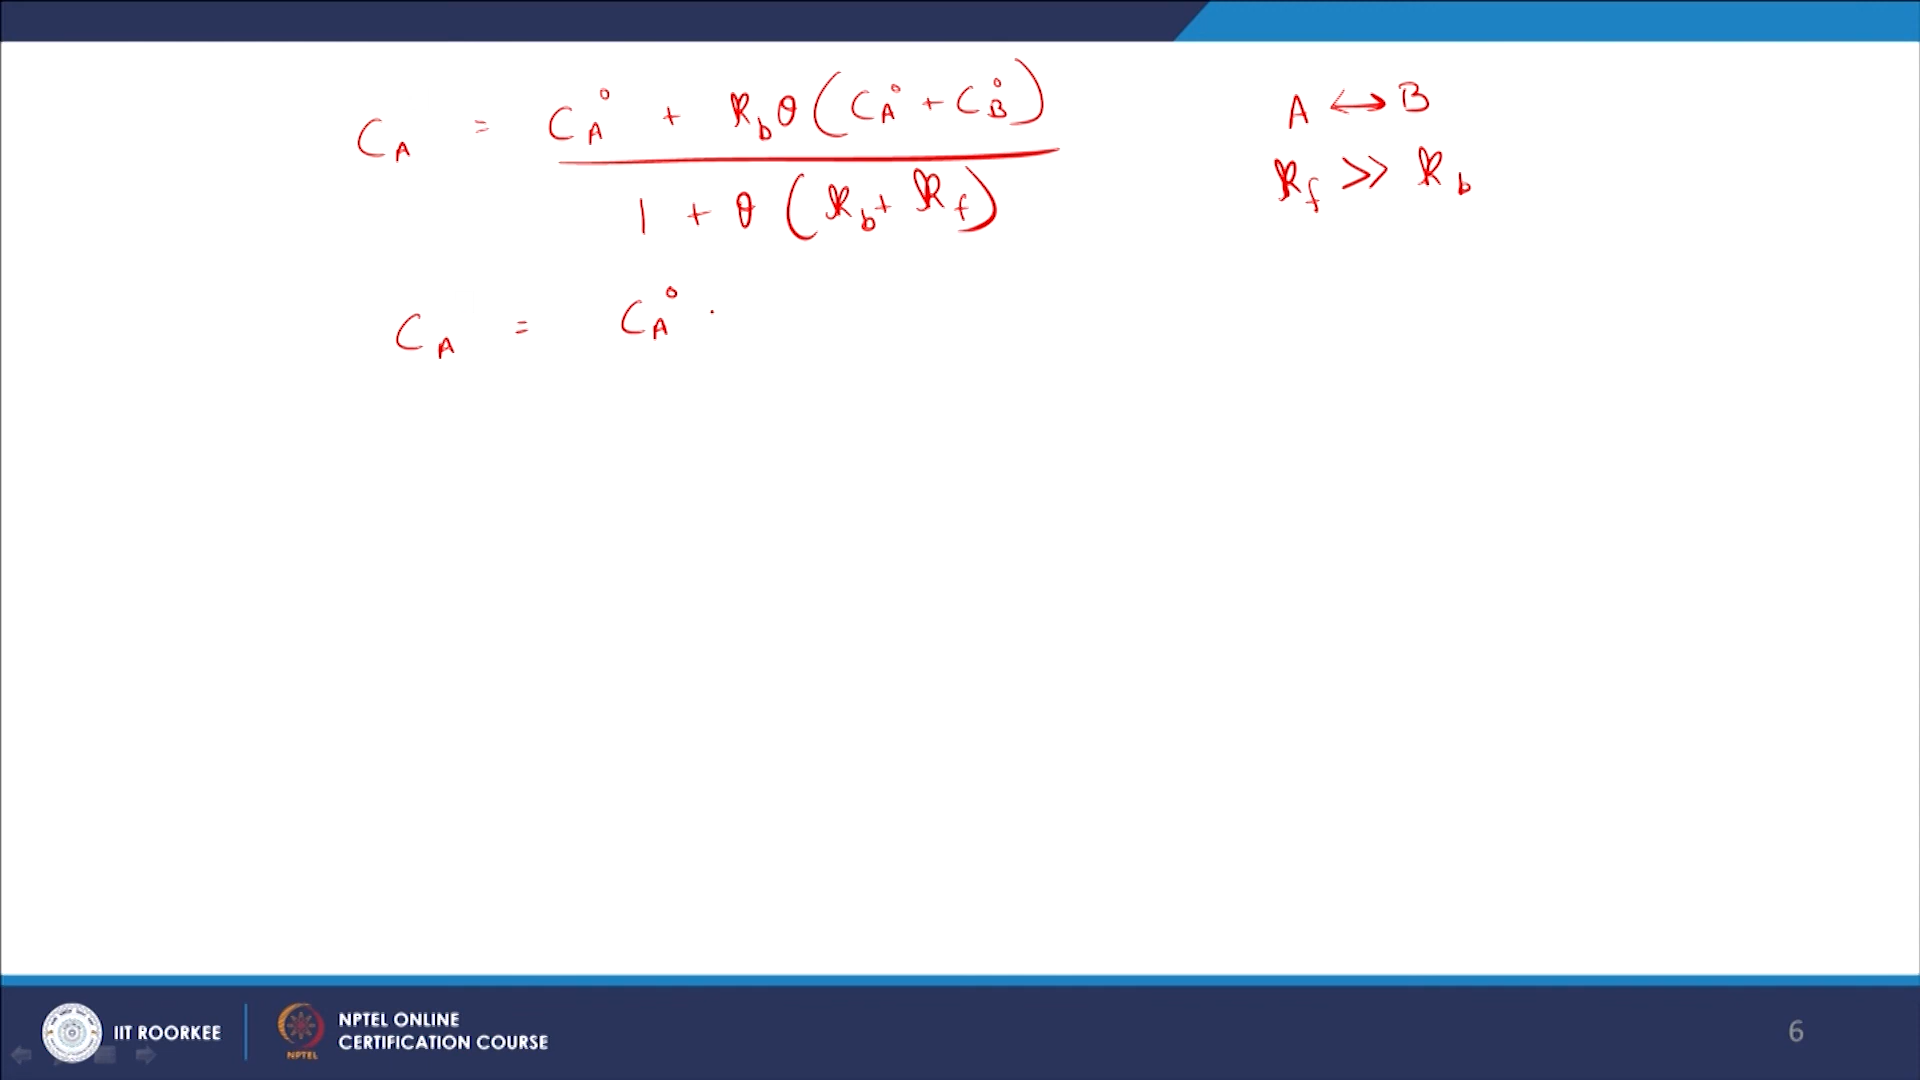 C_A = C_A° + k_b θ (C_A° + C_B°)
1 + θ (k_b + k_f)
A ↔ B
k_f >> k_b
C_A = C_A° .
IIT ROORKEE
NPTEL
NPTEL ONLINE
CERTIFICATION COURSE
6